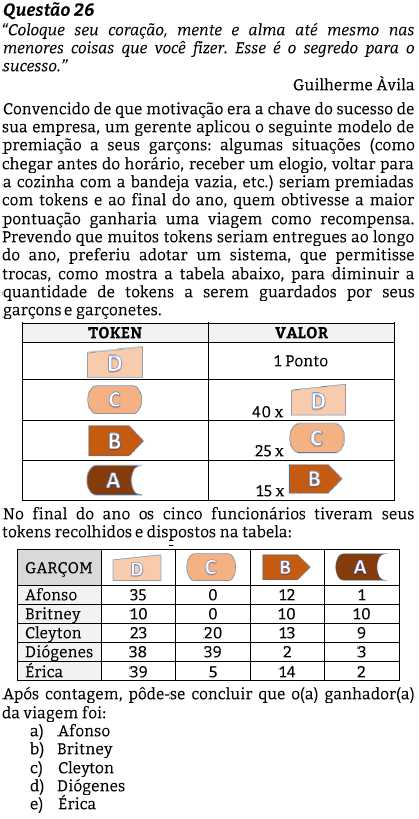 Questão 26
“Coloque seu coração, mente e alma até mesmo nas
menores coisas que você fizer. Esse é o segredo para o
sucesso.”
Guilherme Àvila
Convencido de que motivação era a chave do sucesso de
sua empresa, um gerente aplicou o seguinte modelo de
premiação a seus garçons: algumas situações (como
chegar antes do horário, receber um elogio, voltar para
a cozinha com a bandeja vazia, etc.) seriam premiadas
com tokens e ao final do ano, quem obtivesse a maior
pontuação ganharia uma viagem como recompensa.
Prevendo que muitos tokens seriam entregues ao longo
do ano, preferiu adotar um sistema, que permitisse
trocas, como mostra a tabela abaixo, para diminuir a
quantidade de tokens a serem guardados por seus
garçons e garçonetes.
TOKEN VALOR
D 1 Ponto
C 40 x D
B 25 x C
A 15 x B
No final do ano os cinco funcionários tiveram seus
tokens recolhidos e dispostos na tabela:
GARÇOM D C B A
Afonso 35 0 12 1
Britney 10 0 10 10
Cleyton 23 20 13 9
Diógenes 38 39 2 3
Érica 39 5 14 2
Após contagem, pôde-se concluir que o(a) ganhador(a)
da viagem foi:
a) Afonso
b) Britney
c) Cleyton
d) Diógenes
e) Érica